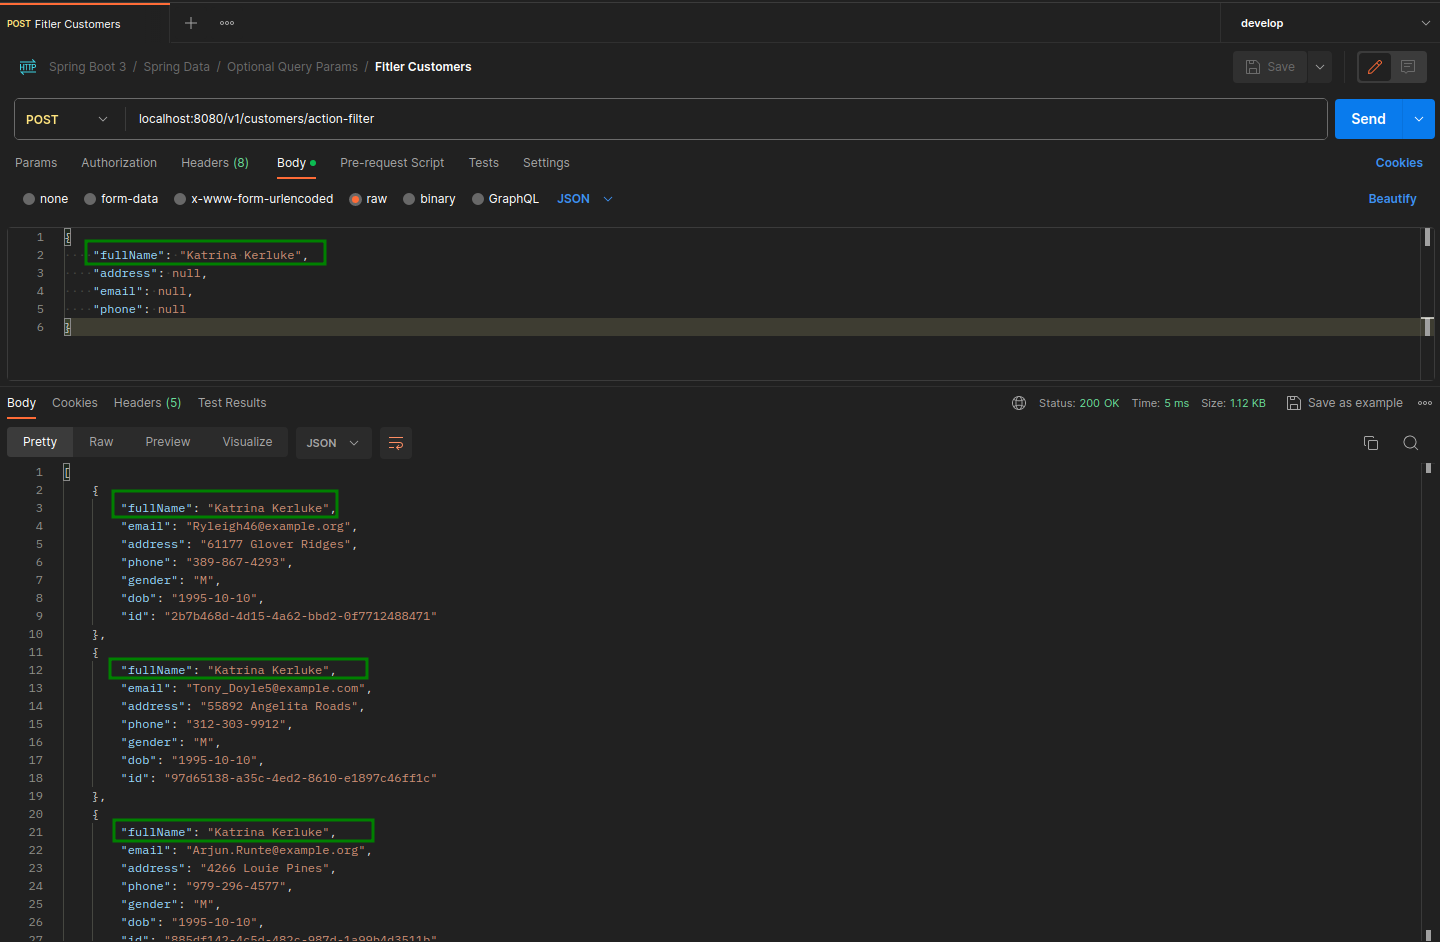 POST Fitler Customers
develop
HTTP Spring Boot 3 / Spring Data / Optional Query Params / Fitler Customers
Save
POST localhost:8080/v1/customers/action-filter
Send
Params Authorization Headers (8) Body Pre-request Script Tests Settings
Cookies
none form-data x-www-form-urlencoded raw binary GraphQL JSON
Beautify
1 {
2 "fullName": "Katrina Kerluke",
3 "address": null,
4 "email": null,
5 "phone": null
6 }
Body Cookies Headers (5) Test Results
Status: 200 OK Time: 5 ms Size: 1.12 KB Save as example
Pretty Raw Preview Visualize JSON
1 [
2 {
3 "fullName": "Katrina Kerluke",
4 "email": "Ryleigh46@example.org",
5 "address": "61177 Glover Ridges",
6 "phone": "389-867-4293",
7 "gender": "M",
8 "dob": "1995-10-10",
9 "id": "2b7b468d-4d15-4a62-bbd2-0f7712488471"
10 },
11 {
12 "fullName": "Katrina Kerluke",
13 "email": "Tony_Doyle5@example.com",
14 "address": "55892 Angelita Roads",
15 "phone": "312-303-9912",
16 "gender": "M",
17 "dob": "1995-10-10",
18 "id": "97d65138-a35c-4ed2-8610-e1897c46ff1c"
19 },
20 {
21 "fullName": "Katrina Kerluke",
22 "email": "Arjun.Runte@example.org",
23 "address": "4266 Louie Pines",
24 "phone": "979-296-4577",
25 "gender": "M",
26 "dob": "1995-10-10",
27 "id": "885df142-4c5d-482c-987d-1a99b4d3511b"